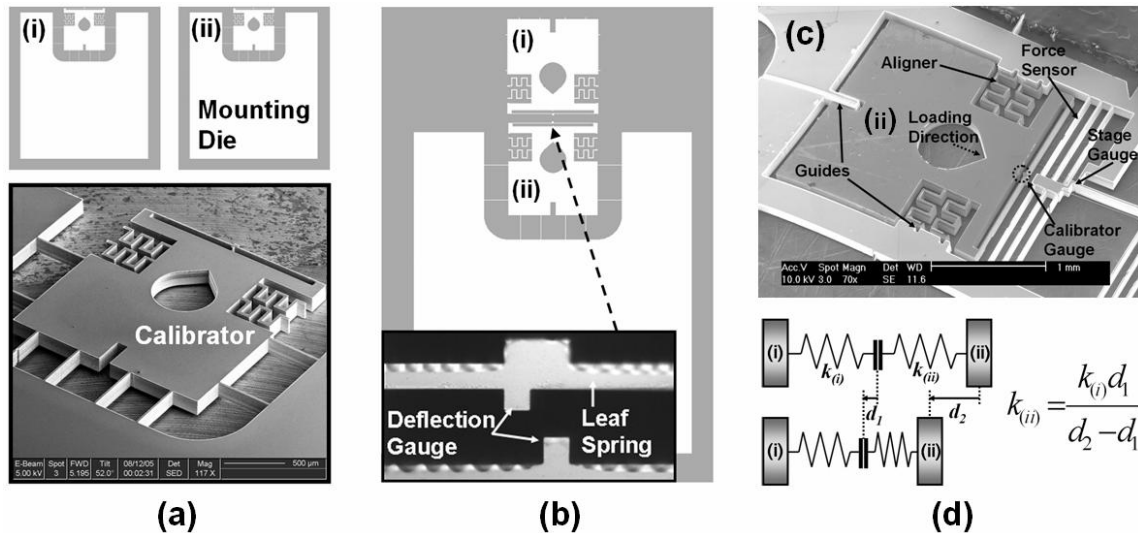 (i)
(ii)
Mounting
Die
Calibrator
E-Beam Spot FWD Tilt 08/12/05 Det Mag 500 µm
5.00 kV 3 5.195 52.0° 00:02:31 SED 117 X
(a)
(i)
(ii)
Deflection
Gauge
Leaf
Spring
(b)
(c)
Aligner
Force
Sensor
(ii)
Loading
Direction
Stage
Gauge
Guides
Calibrator
Gauge
Acc.V Spot Magn Det WD 1 mm
10.0 kV 3.0 70x SE 11.6
(i) k(i) k(ii) (ii)
d1 d2
(i) (ii)
k(ii) = k(i) d1 / d2 − d1
(d)